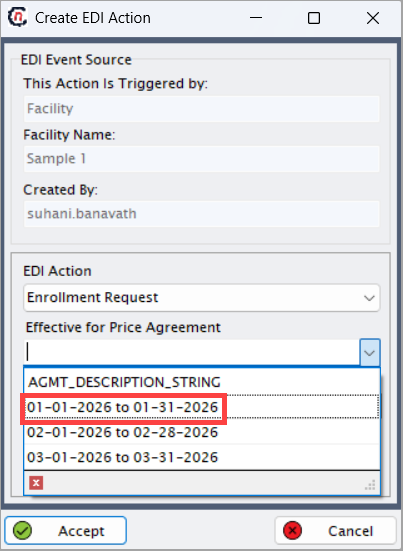 Create EDI Action
EDI Event Source
This Action Is Triggered by:
Facility
Facility Name:
Sample 1
Created By:
suhani.banavath
EDI Action
Enrollment Request
Effective for Price Agreement
AGMT_DESCRIPTION_STRING
01-01-2026 to 01-31-2026
02-01-2026 to 02-28-2026
03-01-2026 to 03-31-2026
Accept
Cancel